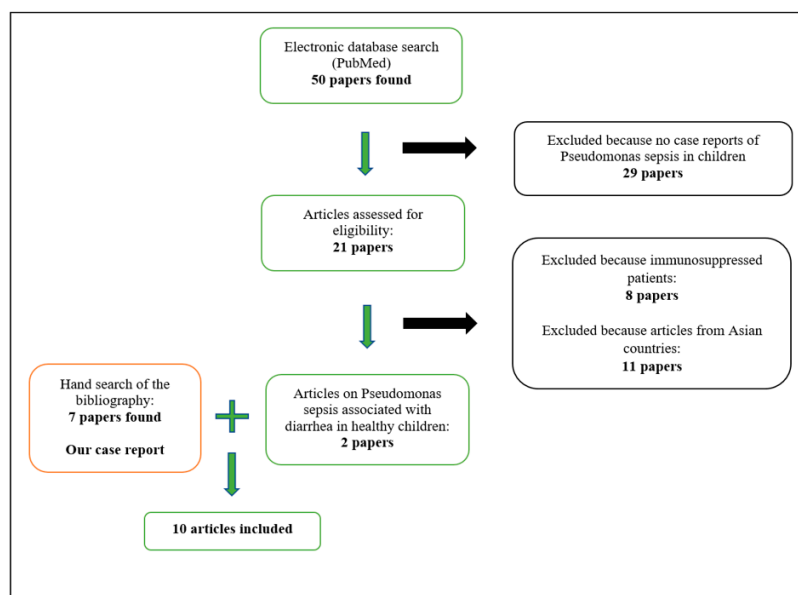 Electronic database search
(PubMed)
50 papers found
Excluded because no case reports of
Pseudomonas sepsis in children
29 papers
Articles assessed for
eligibility:
21 papers
Excluded because immunosuppressed
patients:
8 papers
Excluded because articles from Asian
countries:
11 papers
Hand search of the
bibliography:
7 papers found
Our case report
Articles on Pseudomonas
sepsis associated with
diarrhea in healthy children:
2 papers
10 articles included